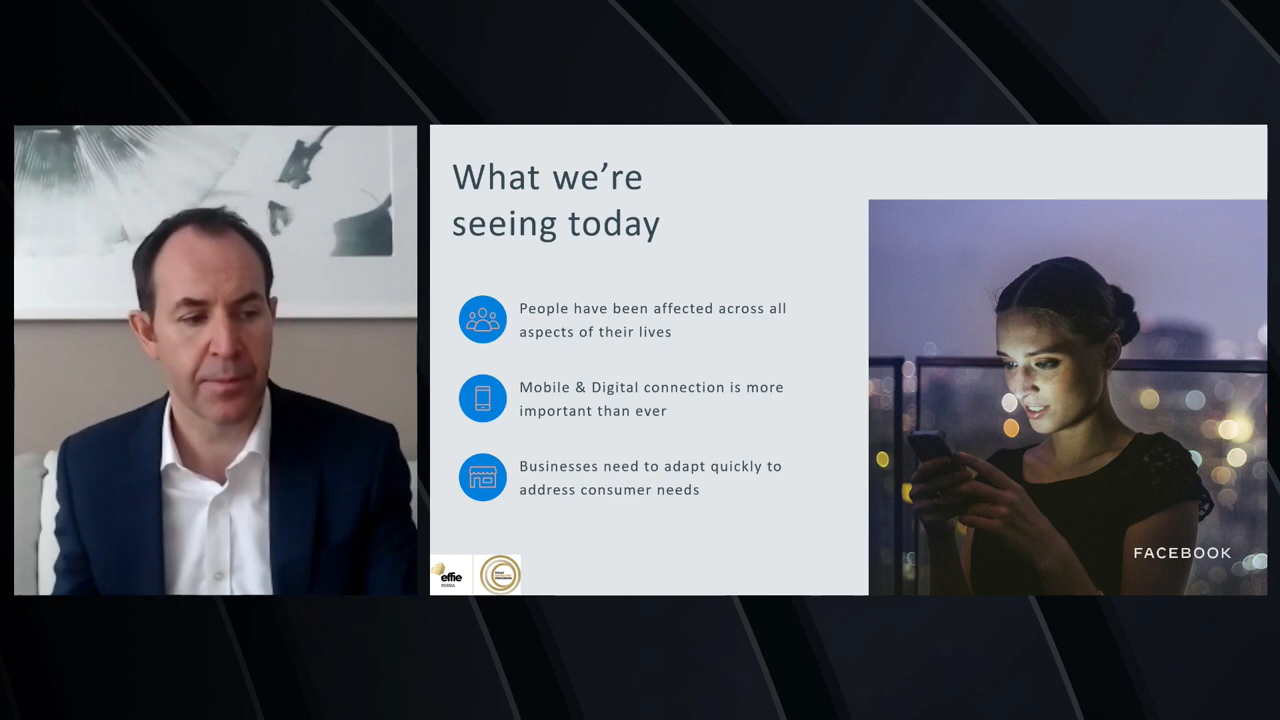 What we’re
seeing today
People have been affected across all
aspects of their lives
Mobile & Digital connection is more
important than ever
Businesses need to adapt quickly to
address consumer needs
effie
FACEBOOK